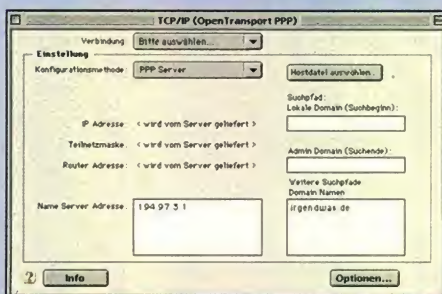 TCP/IP (OpenTransport PPP)
Verbindung: Bitte auswählen...
Einstellung
Konfigurationsmethode: PPP Server
Hostdatei auswählen...
Suchpfad:
Lokale Domain (Suchbeginn):
IP Adresse: < wird vom Server geliefert >
Teilnetzmaske: < wird vom Server geliefert >
Admin Domain (Suchende):
Router Adresse: < wird vom Server geliefert >
Weitere Suchpfade
Domain Namen
Name Server Adresse: 194.97.3.1
irgendwas.de
? Info
Optionen...